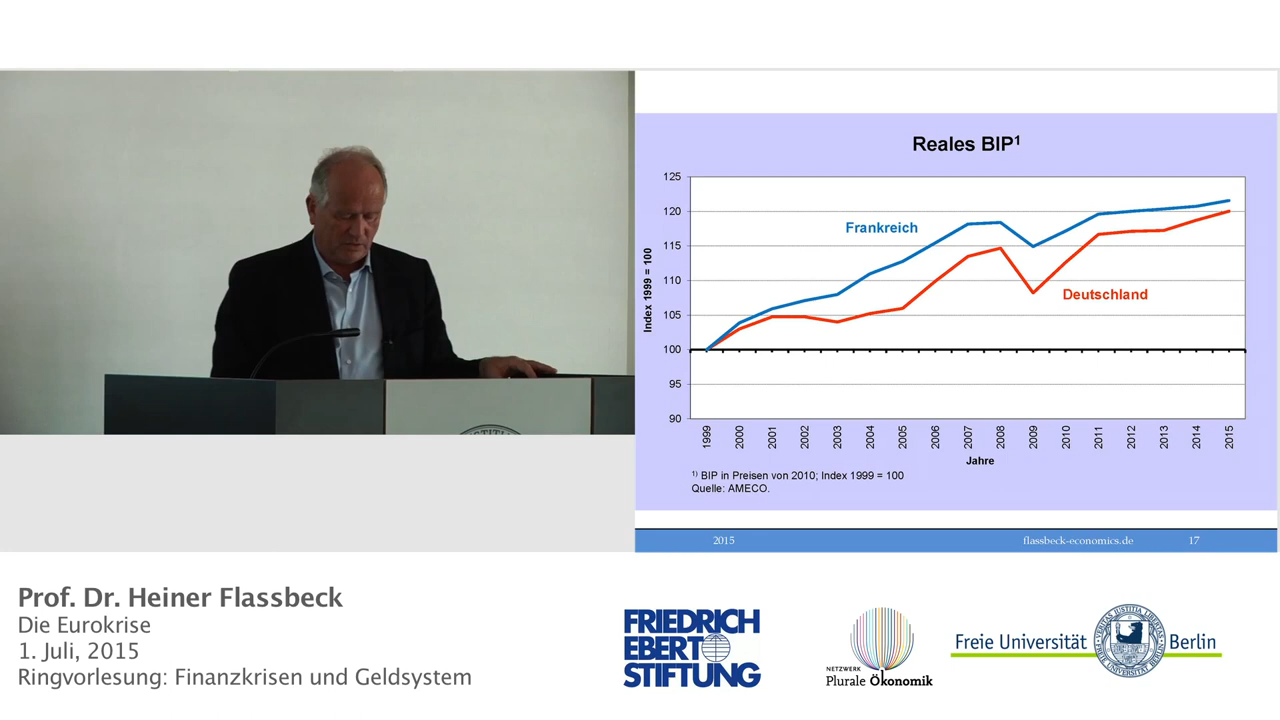 Reales BIP¹
125
120
115
110
105
100
95
90
Index 1999 = 100
Frankreich
Deutschland
1999 2000 2001 2002 2003 2004 2005 2006 2007 2008 2009 2010 2011 2012 2013 2014 2015
Jahre
¹⁾ BIP in Preisen von 2010; Index 1999 = 100
Quelle: AMECO.
2015 flassbeck-economics.de 17
Prof. Dr. Heiner Flassbeck
Die Eurokrise
1. Juli, 2015
Ringvorlesung: Finanzkrisen und Geldsystem
FRIEDRICH
EBERT
STIFTUNG
NETZWERK
Plurale Ökonomik
Freie Universität Berlin